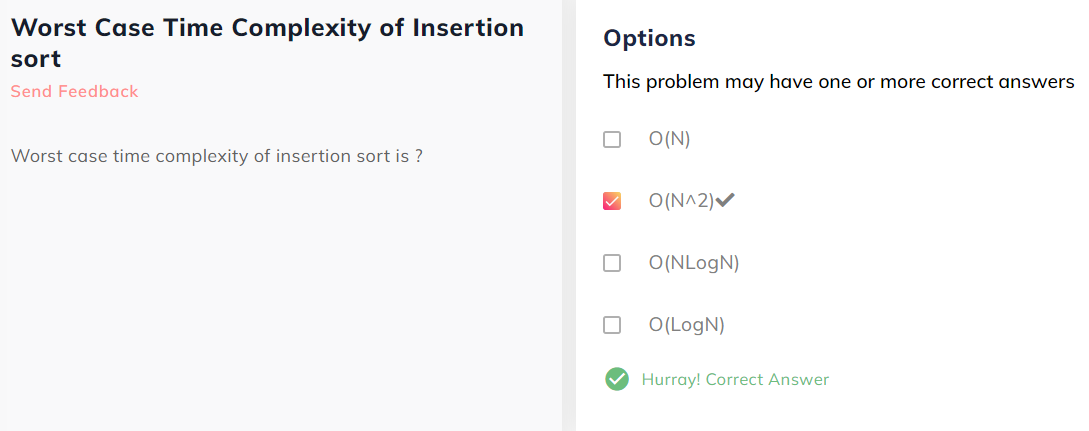 Worst Case Time Complexity of Insertion
sort
Send Feedback
Worst case time complexity of insertion sort is ?
Options
This problem may have one or more correct answers
O(N)
O(N^2)
O(NLogN)
O(LogN)
Hurray! Correct Answer